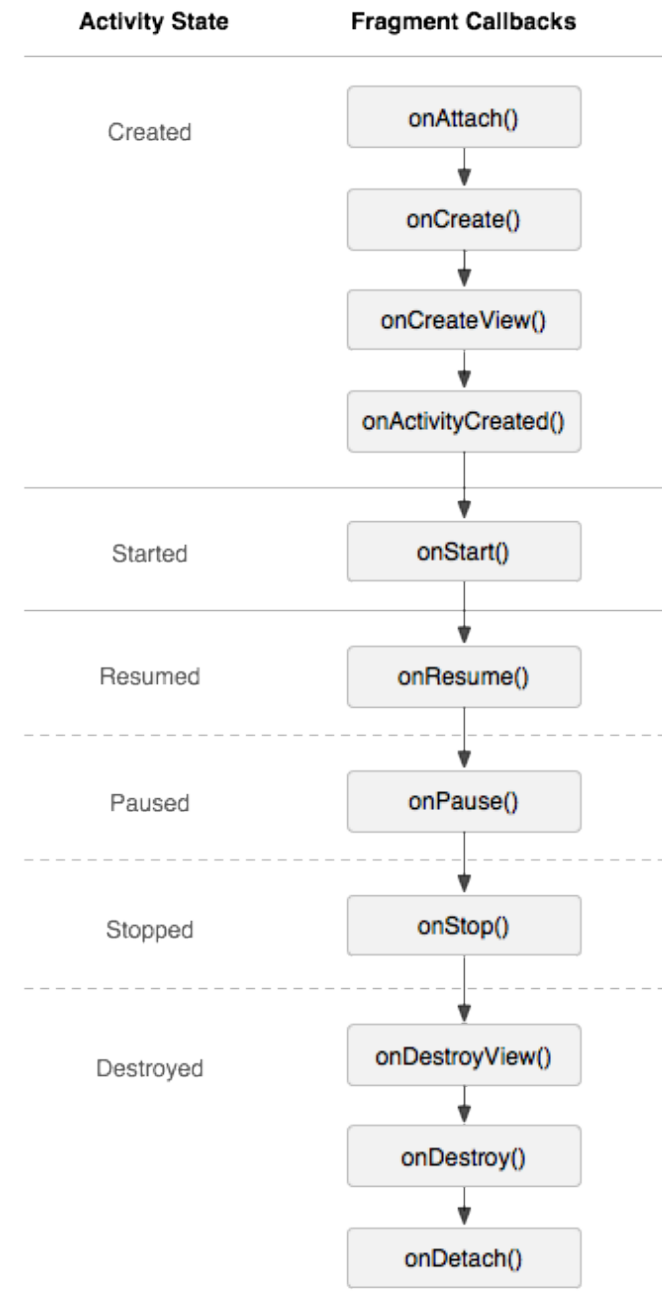 Activity State Fragment Callbacks
Created onAttach()
onCreate()
onCreateView()
onActivityCreated()
Started onStart()
Resumed onResume()
Paused onPause()
Stopped onStop()
Destroyed onDestroyView()
onDestroy()
onDetach()